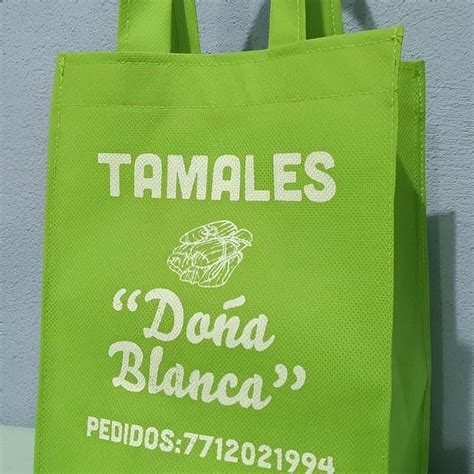 TAMALES
“Doña
Blanca”
PEDIDOS:7712021994